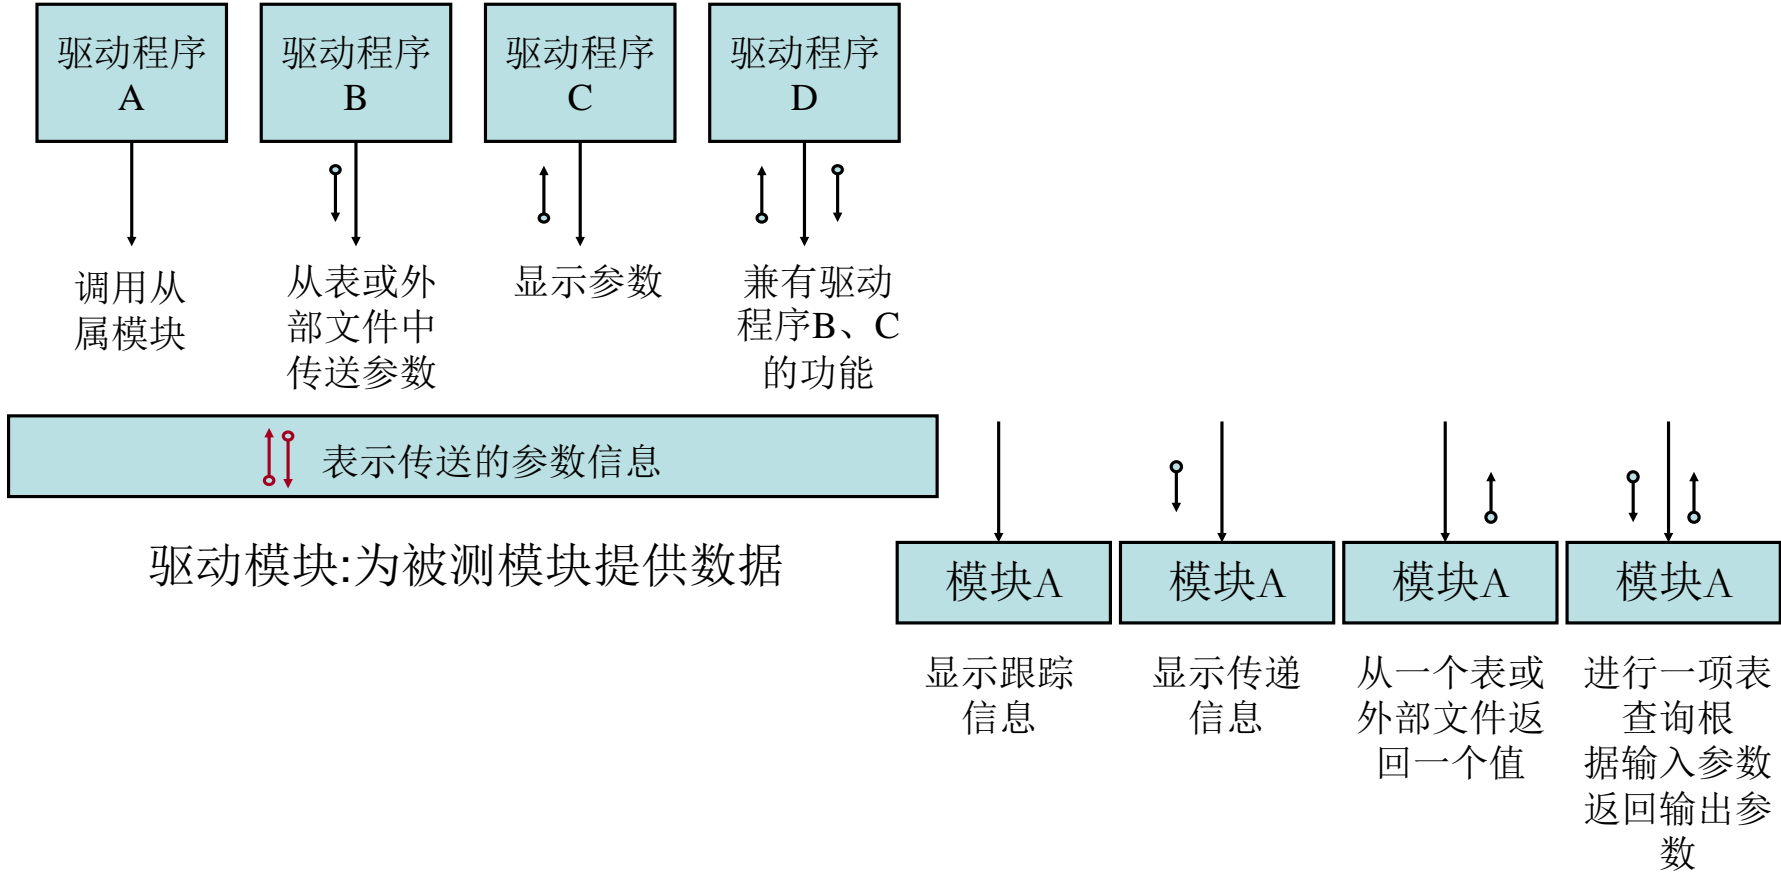 驱动程序
A
驱动程序
B
驱动程序
C
驱动程序
D
调用从
属模块
从表或外
部文件中
传送参数
显示参数
兼有驱动
程序B、C
的功能
表示传送的参数信息
驱动模块:为被测模块提供数据
模块A
模块A
模块A
模块A
显示跟踪
信息
显示传递
信息
从一个表或
外部文件返
回一个值
进行一项表
查询根
据输入参数
返回输出参
数